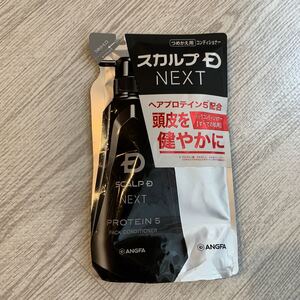 つめかえ用 コンディショナー
スカルプ Ð
NEXT
ヘアプロテイン5配合
頭皮を
健やかに
Ð
SCALP Ð
NEXT
PROTEIN 5
PACK CONDITIONER
ANGFA
ANGFA